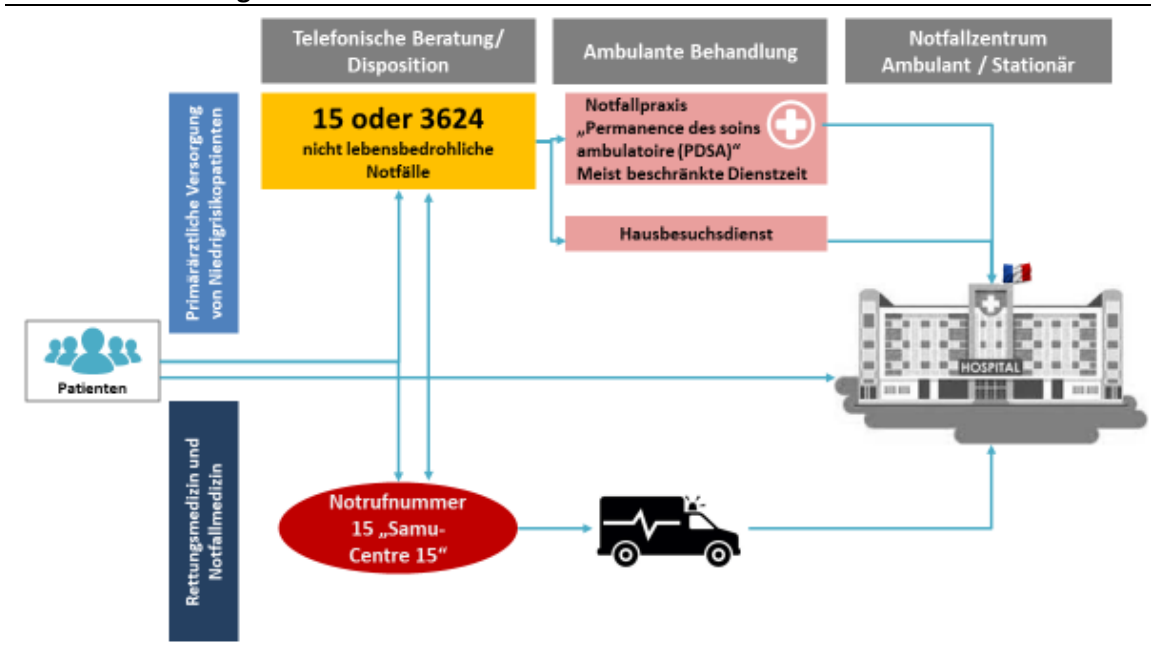 Telefonische Beratung/
Disposition
Ambulante Behandlung
Notfallzentrum
Ambulant / Stationär
Primärärztliche Versorgung
von Niedrigrisikopatienten
15 oder 3624
nicht lebensbedrohliche
Notfälle
Notfallpraxis
„Permanence des soins
ambulatoire (PDSA)“
Meist beschränkte Dienstzeit
Hausbesuchsdienst
Patienten
HOSPITAL
Rettungsmedizin und
Notfallmedizin
Notrufnummer
15 „Samu-
Centre 15“